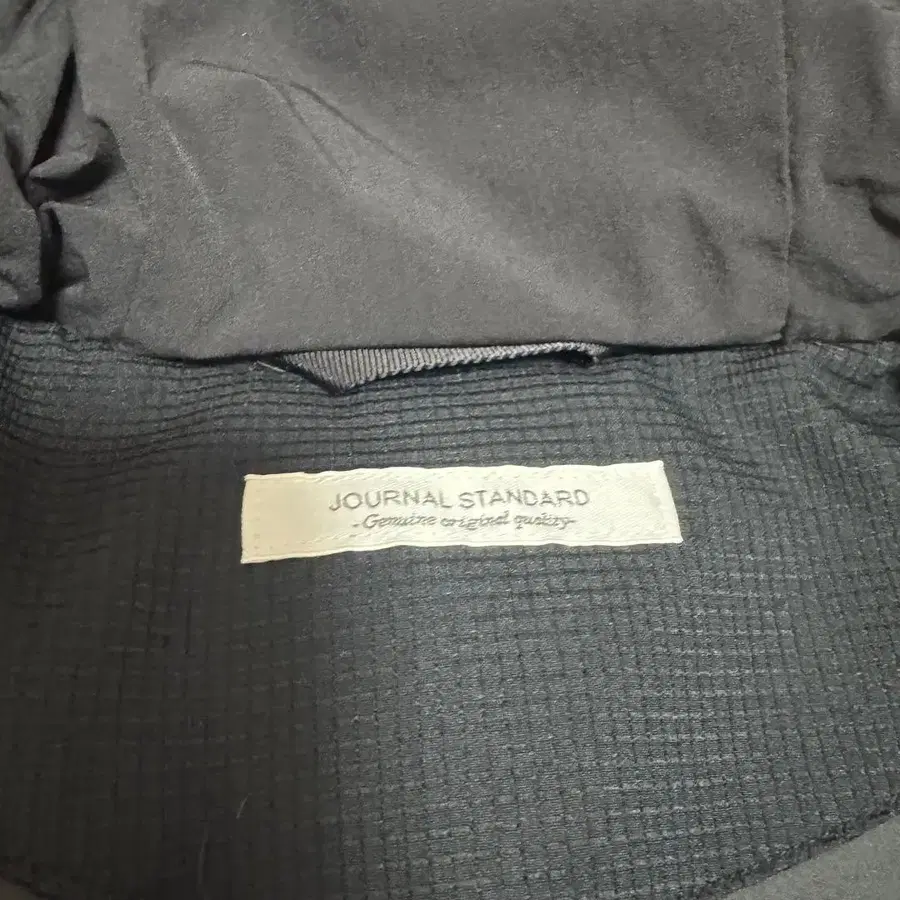 JOURNAL STANDARD
- Genuine original quality-